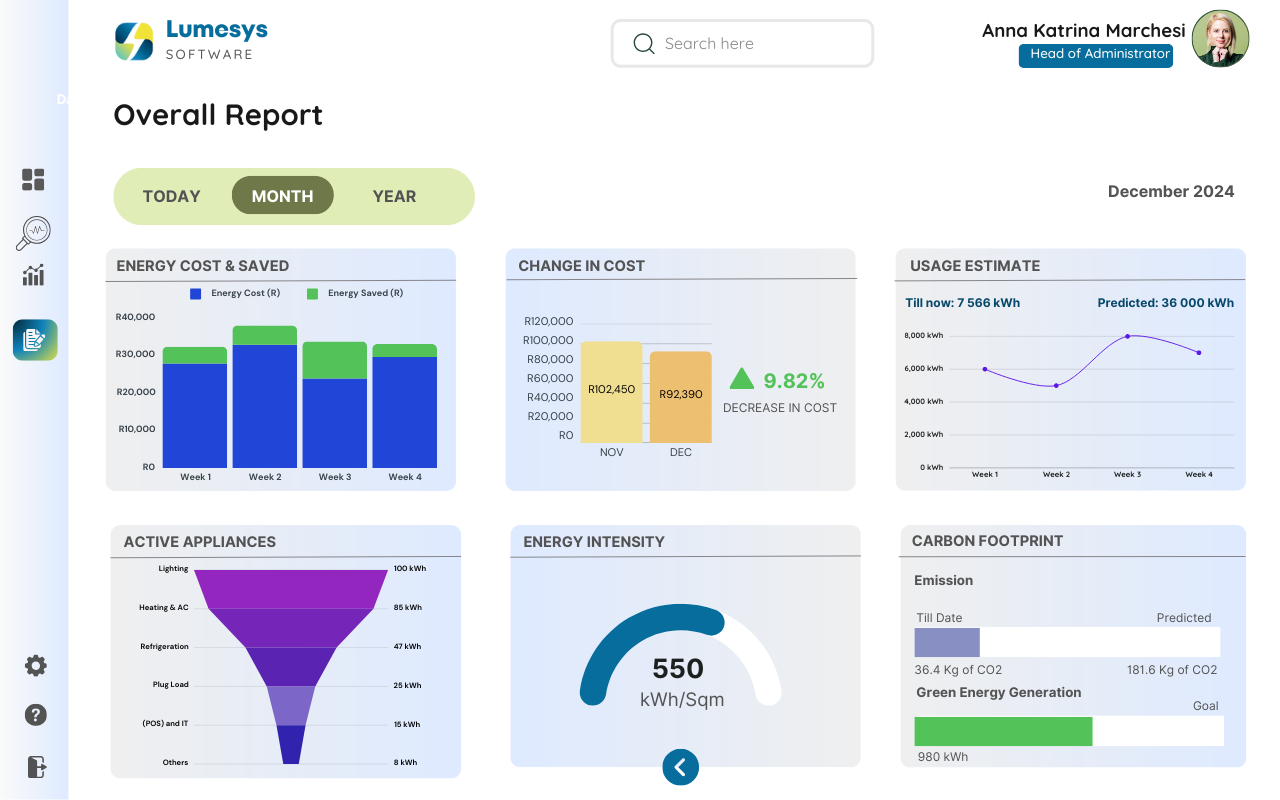 Lumesys
SOFTWARE
Search here
Anna Katrina Marchesi
Head of Administrator
Overall Report
TODAY
MONTH
YEAR
December 2024
ENERGY COST & SAVED
Energy Cost (R)
Energy Saved (R)
R40,000
R30,000
R20,000
R10,000
R0
Week 1
Week 2
Week 3
Week 4
CHANGE IN COST
R120,000
R100,000
R80,000
R60,000
R40,000
R20,000
R0
R102,450
R92,390
NOV
DEC
9.82%
DECREASE IN COST
USAGE ESTIMATE
Till now: 7 566 kWh
Predicted: 36 000 kWh
8,000 kWh
6,000 kWh
4,000 kWh
2,000 kWh
0 kWh
Week 1
Week 2
Week 3
Week 4
ACTIVE APPLIANCES
Lighting
100 kWh
Heating & AC
85 kWh
Refrigeration
47 kWh
Plug Load
25 kWh
(POS) and IT
15 kWh
Others
8 kWh
ENERGY INTENSITY
550
kWh/Sqm
CARBON FOOTPRINT
Emission
Till Date
Predicted
36.4 Kg of CO2
181.6 Kg of CO2
Green Energy Generation
Goal
980 kWh